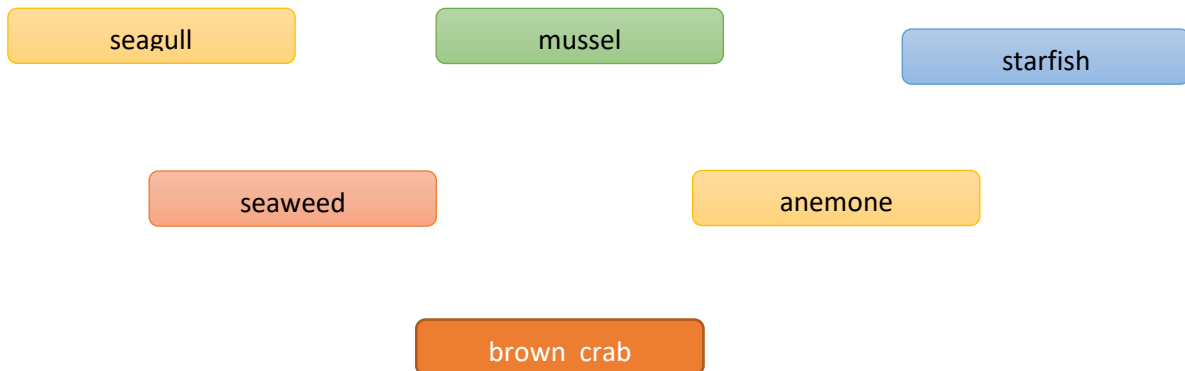 seagull
mussel
starfish
seaweed
anemone
brown crab